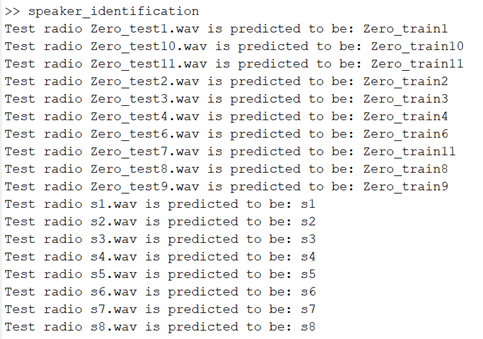 >> speaker_identification
Test radio Zero_test1.wav is predicted to be: Zero_train1
Test radio Zero_test10.wav is predicted to be: Zero_train10
Test radio Zero_test11.wav is predicted to be: Zero_train11
Test radio Zero_test2.wav is predicted to be: Zero_train2
Test radio Zero_test3.wav is predicted to be: Zero_train3
Test radio Zero_test4.wav is predicted to be: Zero_train4
Test radio Zero_test6.wav is predicted to be: Zero_train6
Test radio Zero_test7.wav is predicted to be: Zero_train11
Test radio Zero_test8.wav is predicted to be: Zero_train8
Test radio Zero_test9.wav is predicted to be: Zero_train9
Test radio s1.wav is predicted to be: s1
Test radio s2.wav is predicted to be: s2
Test radio s3.wav is predicted to be: s3
Test radio s4.wav is predicted to be: s4
Test radio s5.wav is predicted to be: s5
Test radio s6.wav is predicted to be: s6
Test radio s7.wav is predicted to be: s7
Test radio s8.wav is predicted to be: s8